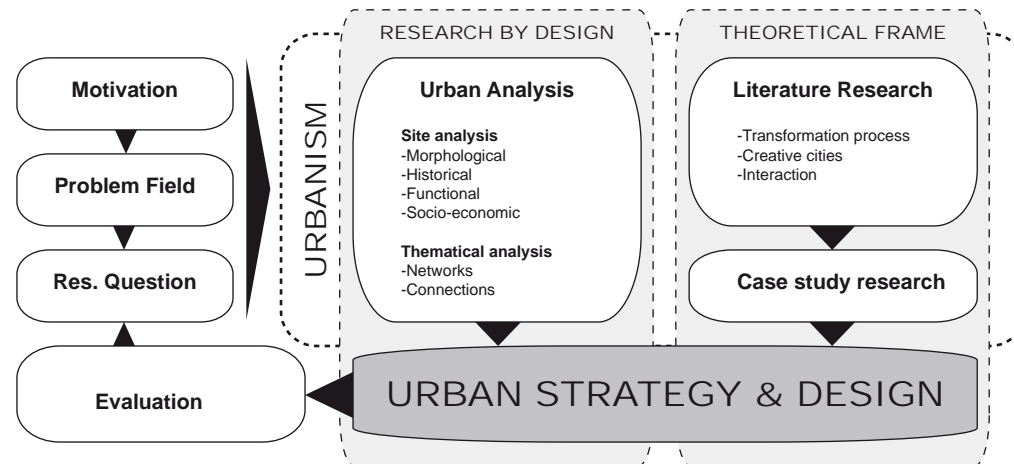 Motivation
Problem Field
Res. Question
Evaluation
URBANISM
RESEARCH BY DESIGN
Urban Analysis
Site analysis
-Morphological
-Historical
-Functional
-Socio-economic
Thematical analysis
-Networks
-Connections
THEORETICAL FRAME
Literature Research
-Transformation process
-Creative cities
-Interaction
Case study research
URBAN STRATEGY & DESIGN